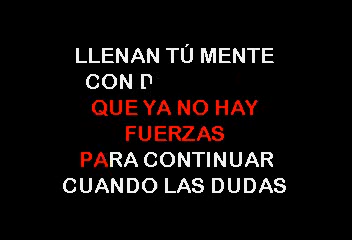 LLENAN TÚ MENTE
CON
QUE YA NO HAY
FUERZAS
PARA CONTINUAR
CUANDO LAS DUDAS